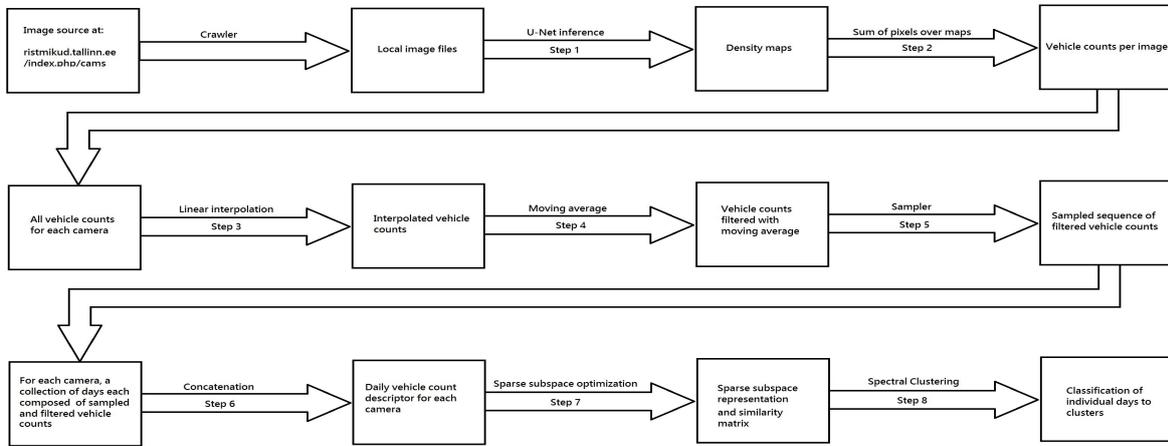 Image source at:
ristmikud.tallinn.ee
/index.php/cams
Crawler
Local image files
U-Net inference
Step 1
Density maps
Sum of pixels over maps
Step 2
Vehicle counts per image
All vehicle counts
for each camera
Linear interpolation
Step 3
Interpolated vehicle
counts
Moving average
Step 4
Vehicle counts
filtered with
moving average
Sampler
Step 5
Sampled sequence of
filtered vehicle counts
For each camera, a
collection of days each
composed of sampled
and filtered vehicle
counts
Concatenation
Step 6
Daily vehicle count
descriptor for each
camera
Sparse subspace optimization
Step 7
Sparse subspace
representation
and similarity
matrix
Spectral Clustering
Step 8
Classification of
individual days to
clusters